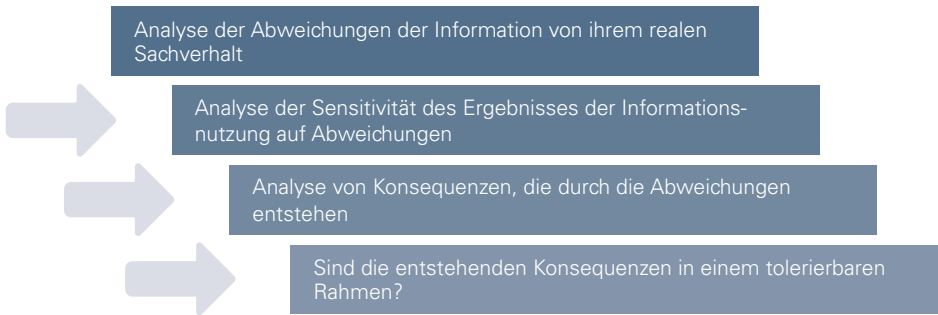 Analyse der Abweichungen der Information von ihrem realen
Sachverhalt
Analyse der Sensitivität des Ergebnisses der Informations-
nutzung auf Abweichungen
Analyse von Konsequenzen, die durch die Abweichungen
entstehen
Sind die entstehenden Konsequenzen in einem tolerierbaren
Rahmen?